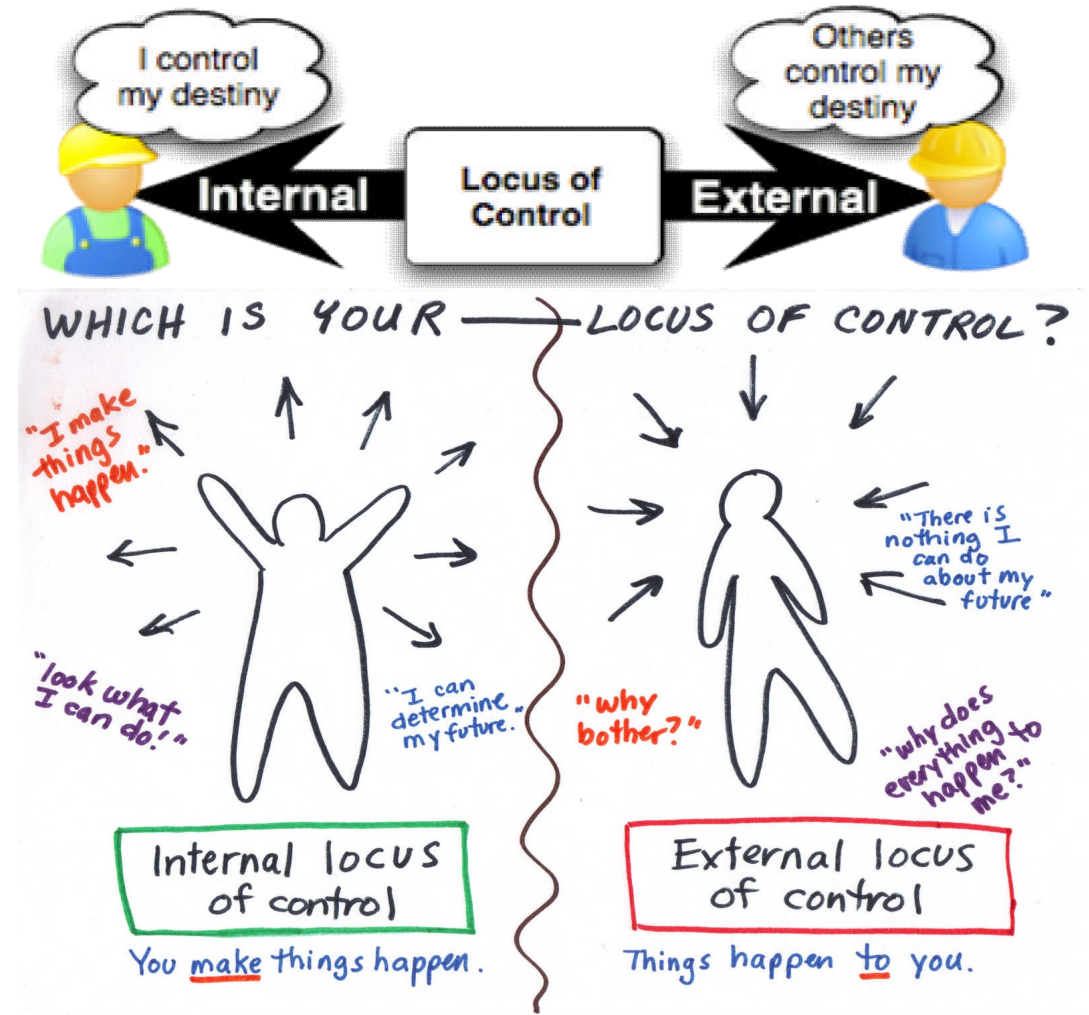 I control
my destiny
Others
control my
destiny
Internal
Locus of
Control
External
WHICH IS YOUR — LOCUS OF CONTROL?
"I make
things
happen."
"look what
I can do!"
"I can
determine
my future."
"There is
nothing I
can do
about my
future"
"why
bother?"
"why does
everything
happen to
me?"
Internal locus
of control
You make things happen.
External locus
of control
Things happen to you.